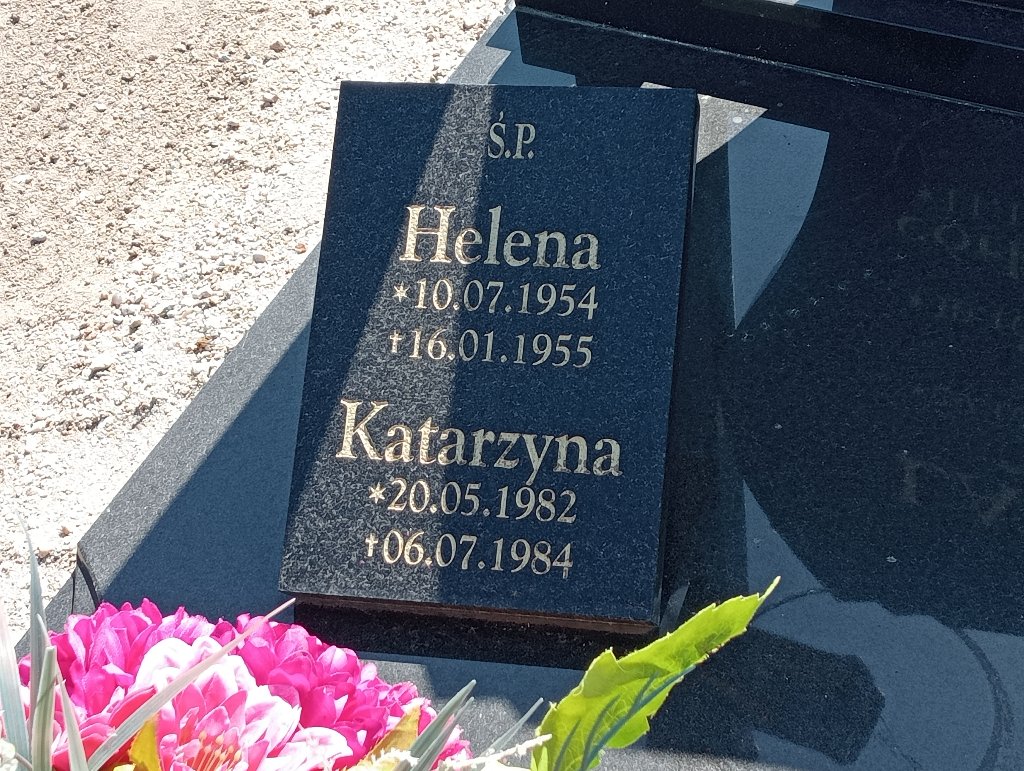 Ś.P.
Helena
*10.07.1954
†16.01.1955
Katarzyna
*20.05.1982
†06.07.1984